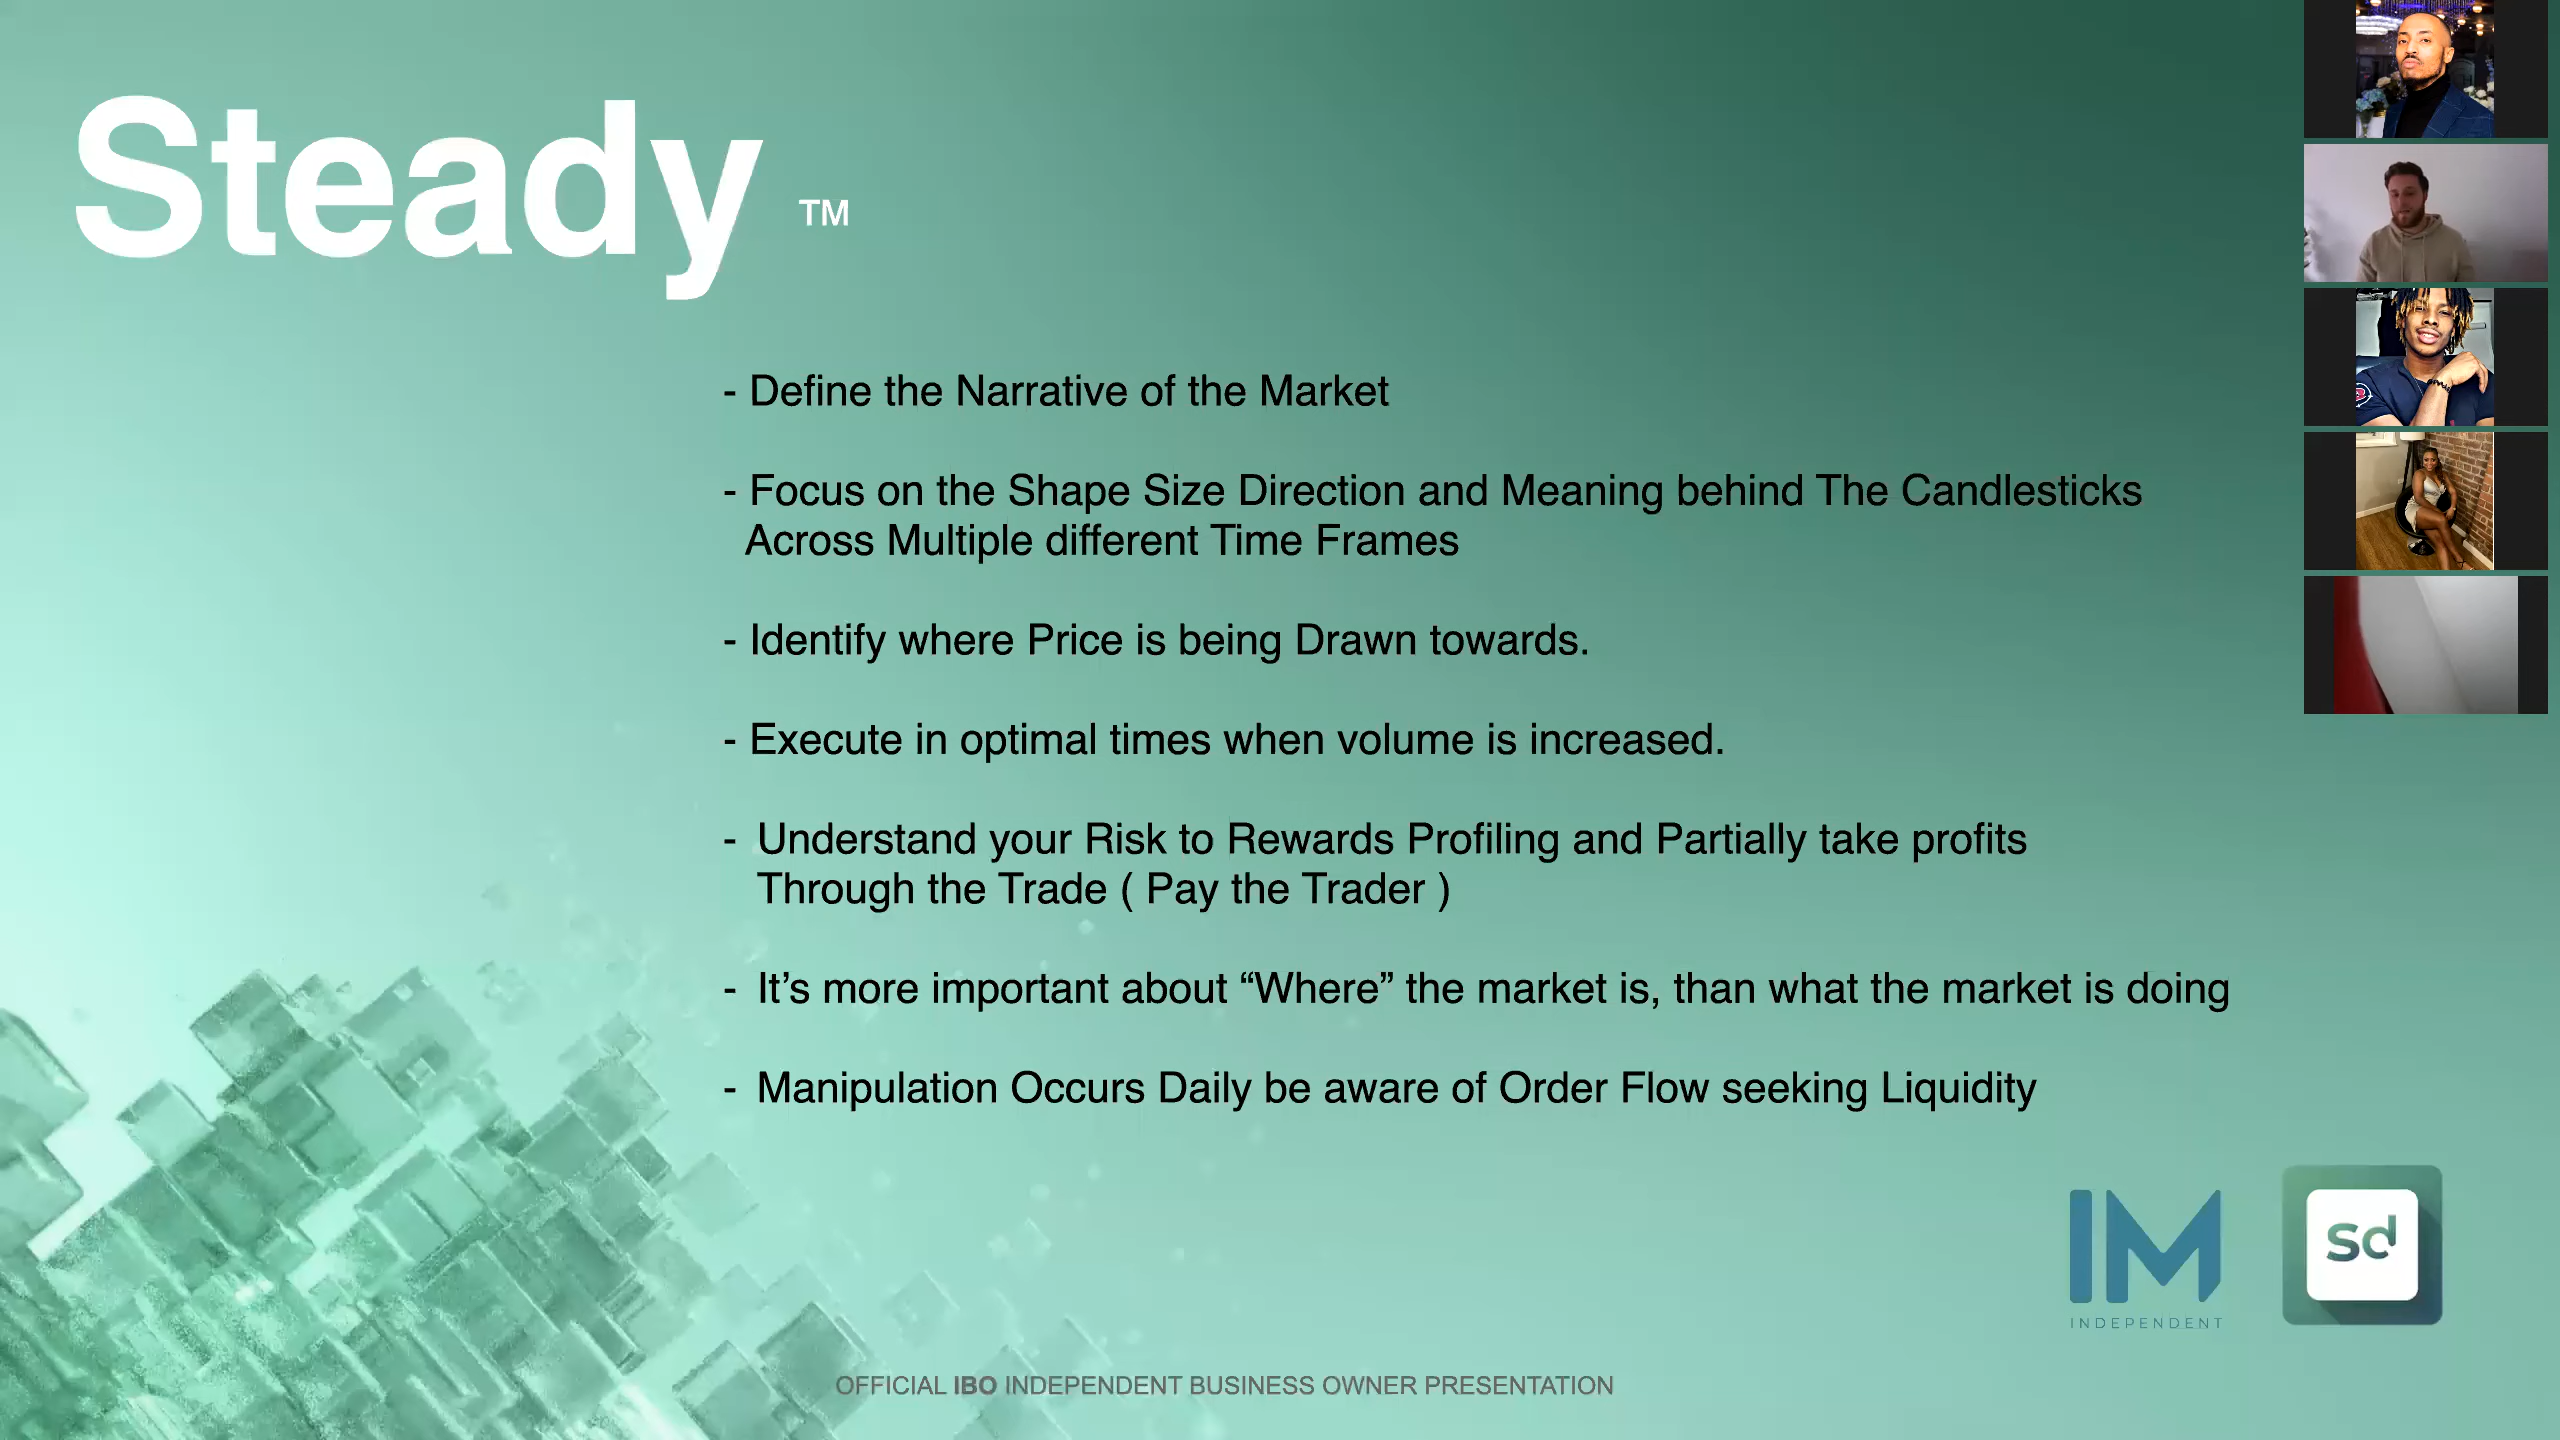 Steady TM
- Define the Narrative of the Market
- Focus on the Shape Size Direction and Meaning behind The Candlesticks
Across Multiple different Time Frames
- Identify where Price is being Drawn towards.
- Execute in optimal times when volume is increased.
- Understand your Risk to Rewards Profiling and Partially take profits
Through the Trade ( Pay the Trader )
- It’s more important about “Where” the market is, than what the market is doing
- Manipulation Occurs Daily be aware of Order Flow seeking Liquidity
IM
INDEPENDENT
sd
OFFICIAL IBO INDEPENDENT BUSINESS OWNER PRESENTATION